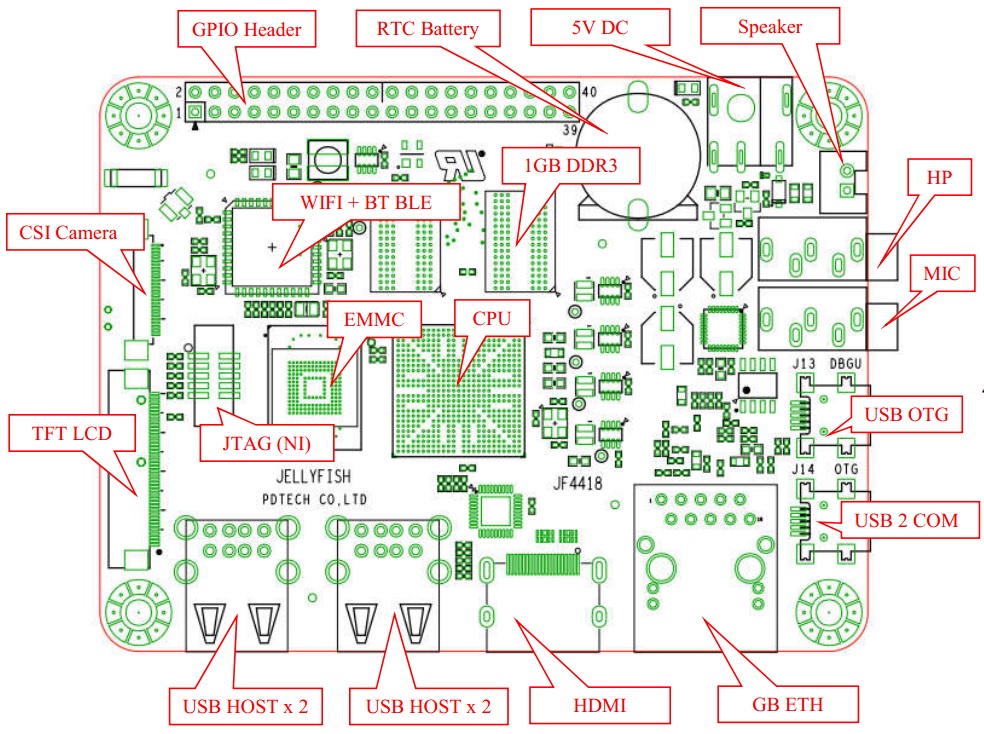 GPIO Header
RTC Battery
5V DC
Speaker
2
40
1
39
1GB DDR3
HP
WIFI + BT BLE
CSI Camera
MIC
EMMC
CPU
J13 DBGU
USB OTG
TFT LCD
JTAG (NI)
J14 OTG
JELLYFISH
PDTECH CO,LTD
JF4418
USB 2 COM
USB HOST x 2
USB HOST x 2
HDMI
GB ETH